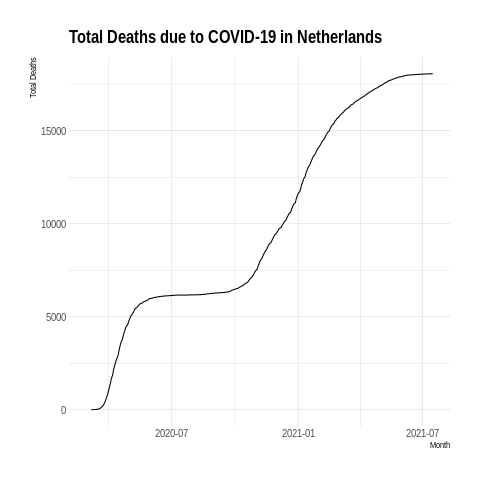 Total Deaths due to COVID-19 in Netherlands
Total Deaths
15000
10000
5000
0
2020-07 2021-01 2021-07
Month